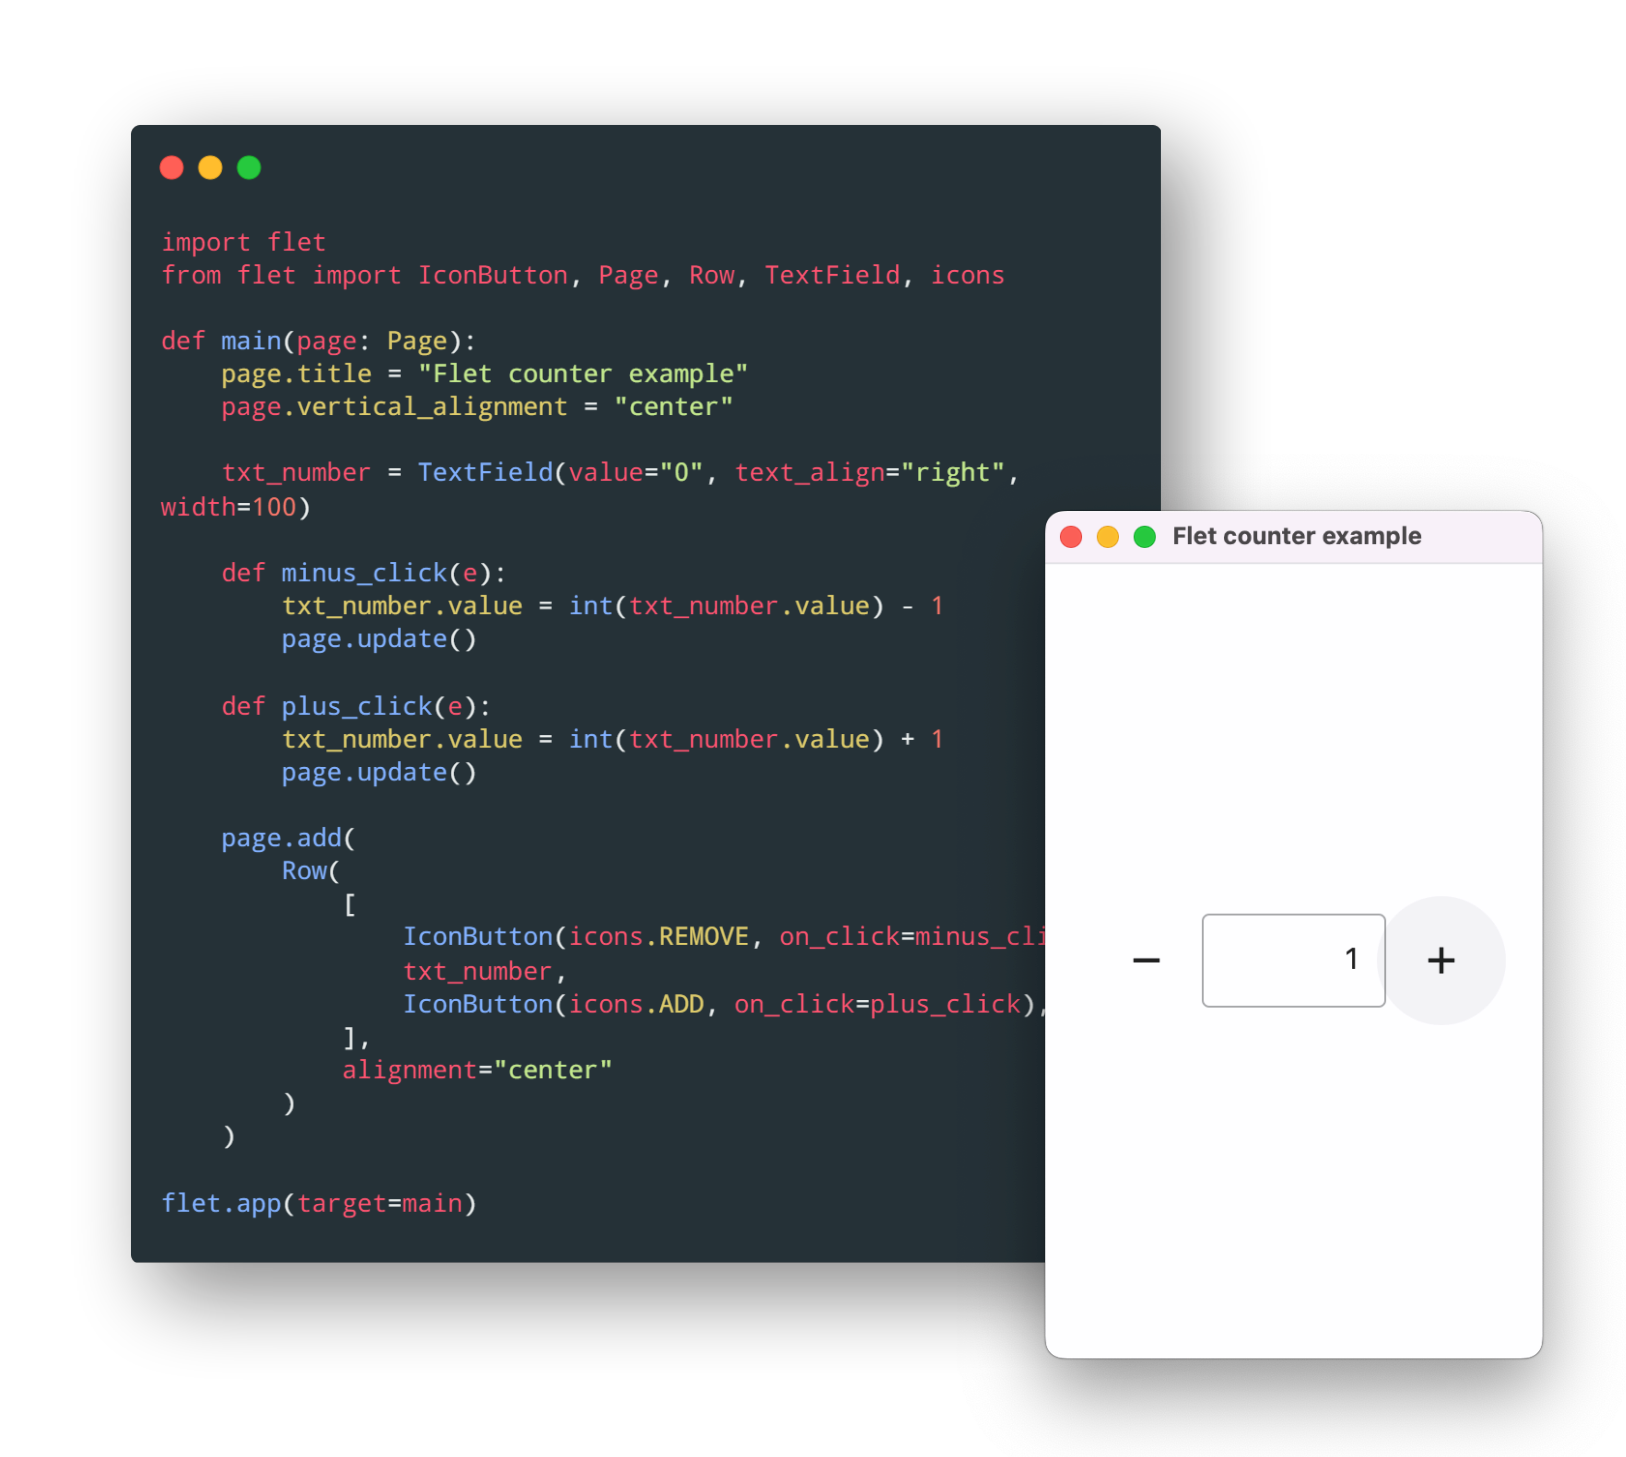 import flet
from flet import IconButton, Page, Row, TextField, icons
def main(page: Page):
    page.title = "Flet counter example"
    page.vertical_alignment = "center"
    txt_number = TextField(value="0", text_align="right",
width=100)
    def minus_click(e):
        txt_number.value = int(txt_number.value) - 1
        page.update()
    def plus_click(e):
        txt_number.value = int(txt_number.value) + 1
        page.update()
    page.add(
        Row(
            [
                IconButton(icons.REMOVE, on_click=minus_cli
                txt_number,
                IconButton(icons.ADD, on_click=plus_click),
            ],
            alignment="center"
        )
    )
flet.app(target=main)
Flet counter example
− 1 +